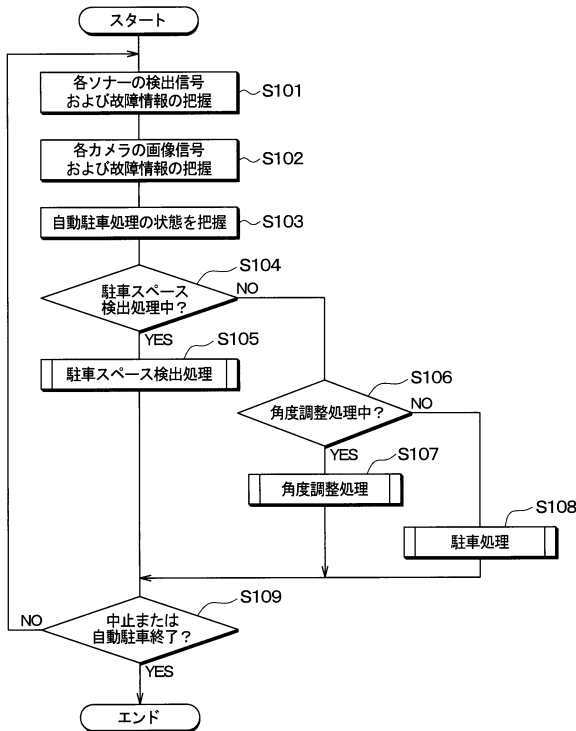 スタート
各ソナーの検出信号
および故障情報の把握
S101
各カメラの画像信号
および故障情報の把握
S102
自動駐車処理の状態を把握
S103
S104
駐車スペース
検出処理中?
NO
YES
S105
駐車スペース検出処理
S106
角度調整処理中?
NO
YES
S107
角度調整処理
S108
駐車処理
S109
NO
中止または
自動駐車終了?
YES
エンド